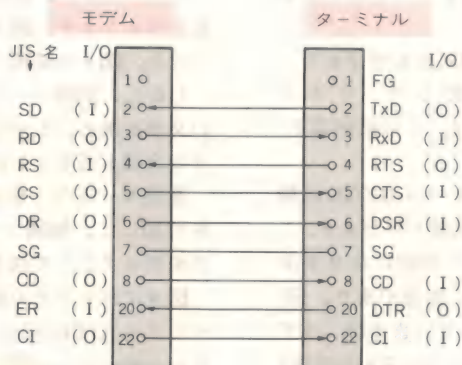 モデム ターミナル
JIS 名 I/O I/O
1 1 FG
SD (I) 2 2 TxD (O)
RD (O) 3 3 RxD (I)
RS (I) 4 4 RTS (O)
CS (O) 5 5 CTS (I)
DR (O) 6 6 DSR (I)
SG 7 7 SG
CD (O) 8 8 CD (I)
ER (I) 20 20 DTR (O)
CI (O) 22 22 CI (I)